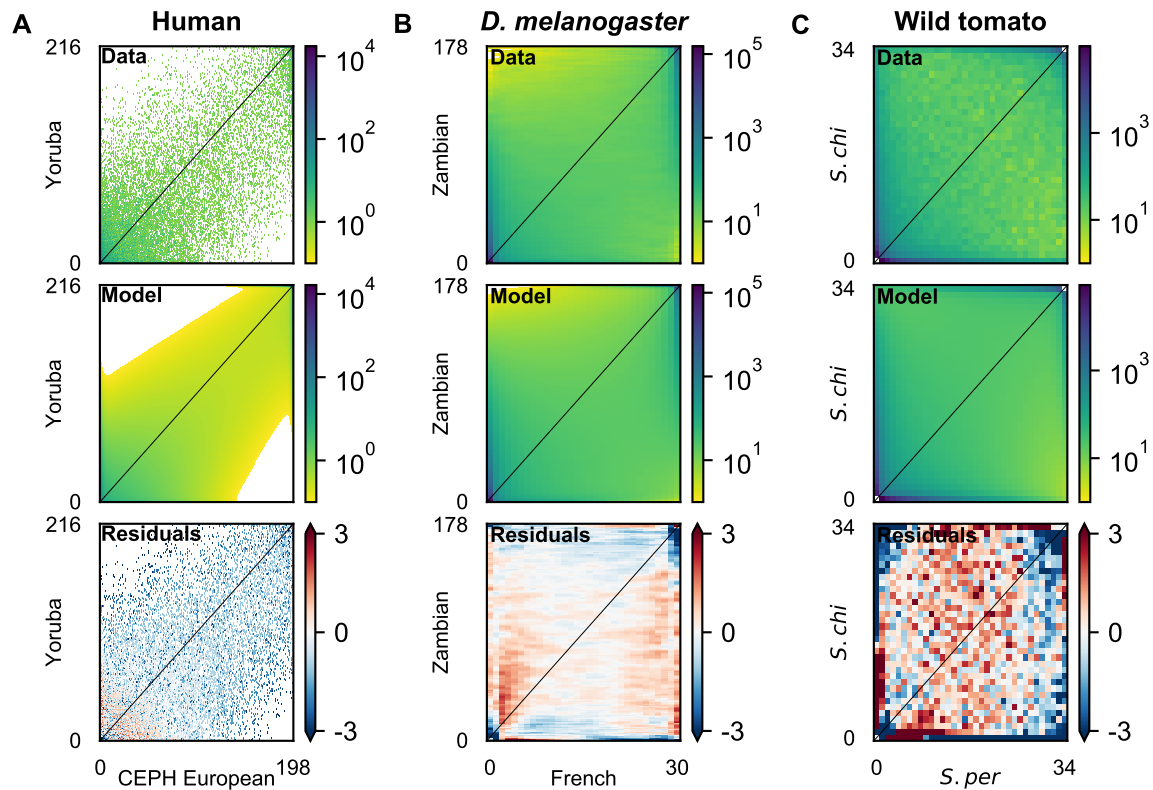 A Human
216
Data
Yoruba
0
10^4
10^2
10^0
216
Model
Yoruba
0
10^4
10^2
10^0
216
Residuals
Yoruba
0
3
0
-3
0 CEPH European 198
B D. melanogaster
178
Data
Zambian
0
10^5
10^3
10^1
178
Model
Zambian
0
10^5
10^3
10^1
178
Residuals
Zambian
0
3
0
-3
0 French 30
C Wild tomato
34
Data
S. chi
0
10^3
10^1
34
Model
S. chi
0
10^3
10^1
34
Residuals
S. chi
0
3
0
-3
0 S. per 34